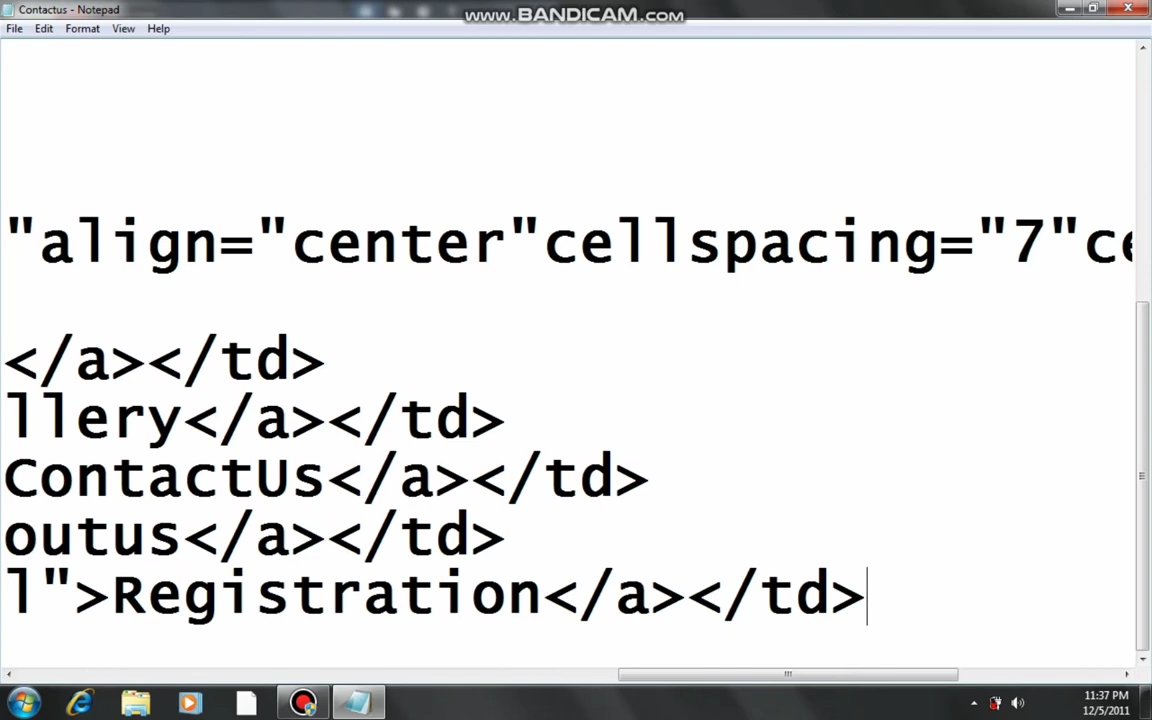 Contactus - Notepad
www.BANDICAM.com
File Edit Format View Help
"align="center"cellspacing="7"ce
</a></td>
llery</a></td>
ContactUs</a></td>
outus</a></td>
l">Registration</a></td>
11:37 PM
12/5/2011